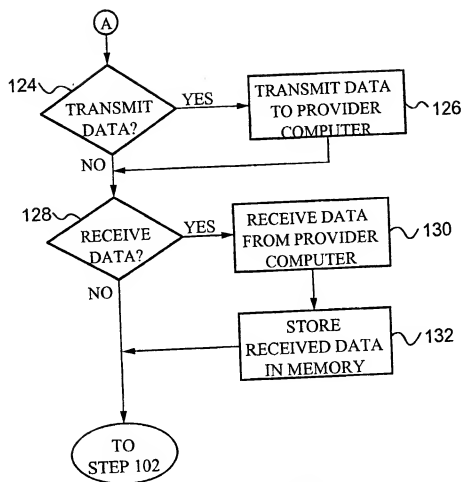 A
124
TRANSMIT
DATA?
YES
TRANSMIT DATA
TO PROVIDER
COMPUTER
126
NO
128
RECEIVE
DATA?
YES
RECEIVE DATA
FROM PROVIDER
COMPUTER
130
NO
STORE
RECEIVED DATA
IN MEMORY
132
TO
STEP 102